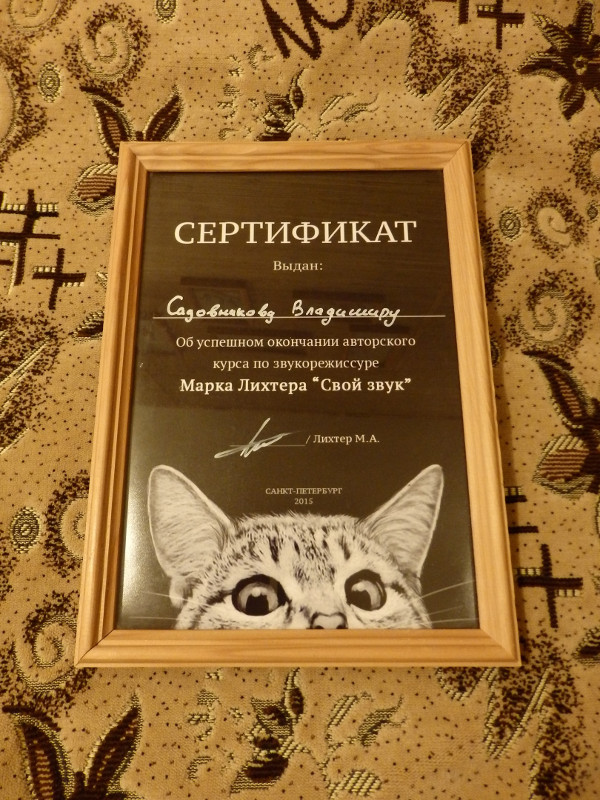 СЕРТИФИКАТ
Выдан:
Садовникову Владимиру
Об успешном окончании авторского
курса по звукорежиссуре
Марка Лихтера “Свой звук”
/ Лихтер М.А.
САНКТ-ПЕТЕРБУРГ
2015